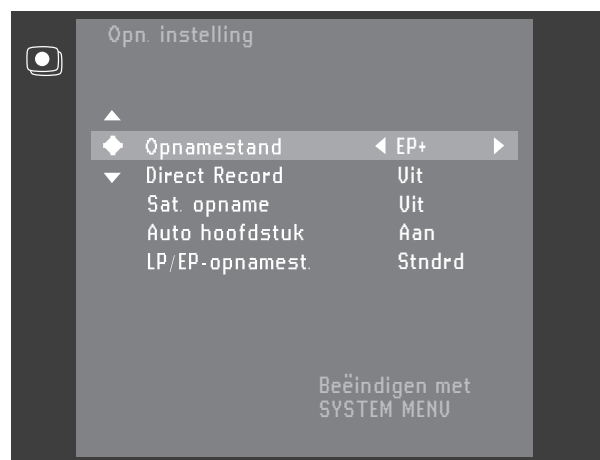 Opn. instelling
Opnamestand EP+
Direct Record Uit
Sat. opname Uit
Auto hoofdstuk Aan
LP/EP-opnamest. Stndrd
Beëindigen met
SYSTEM MENU